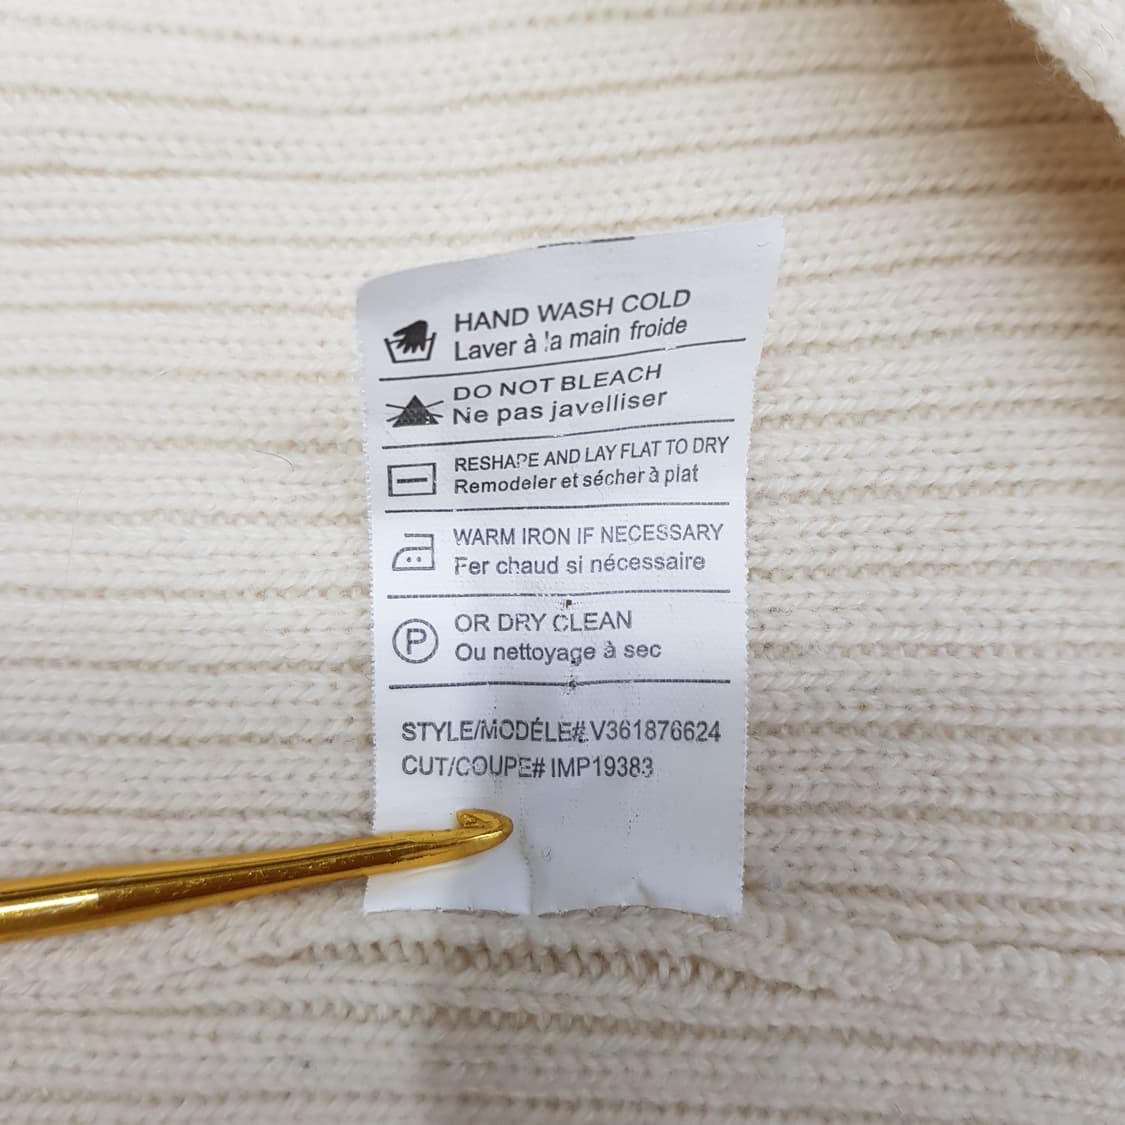 HAND WASH COLD
Laver à la main froide
DO NOT BLEACH
Ne pas javelliser
RESHAPE AND LAY FLAT TO DRY
Remodeler et sécher à plat
WARM IRON IF NECESSARY
Fer chaud si nécessaire
P
OR DRY CLEAN
Ou nettoyage à sec
STYLE/MODÉLE# V361876624
CUT/COUPE# IMP19383